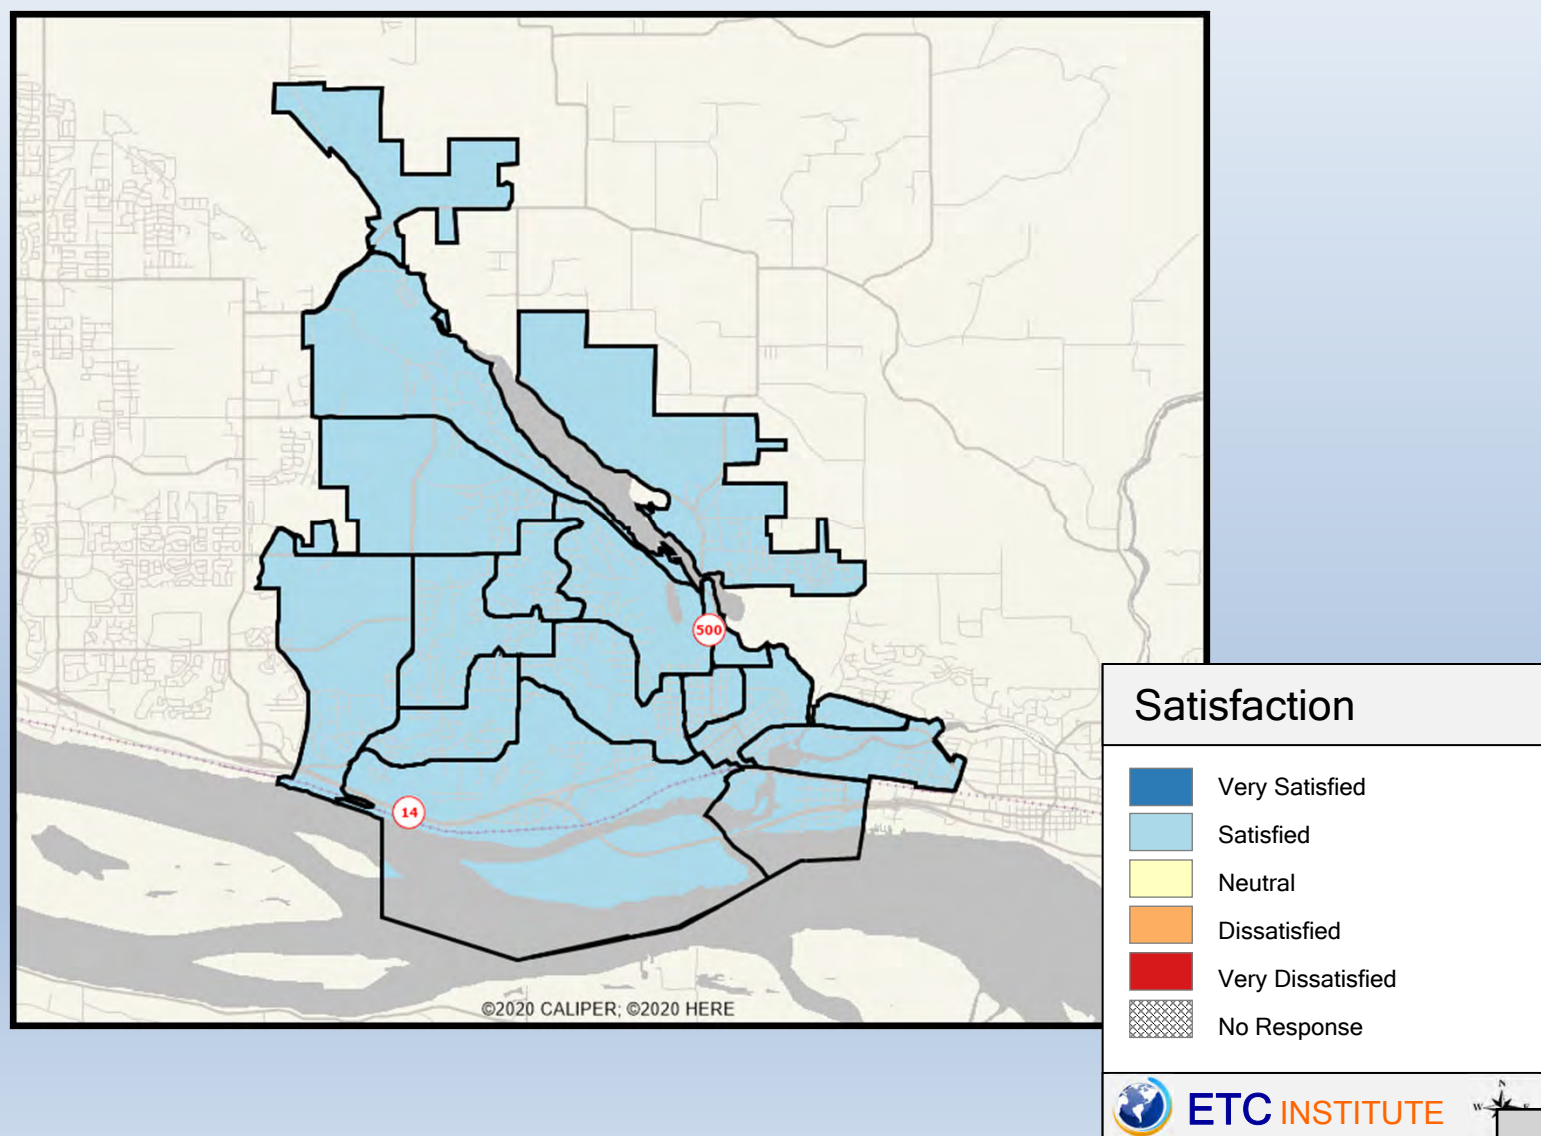 500
14
©2020 CALIPER; ©2020 HERE
Satisfaction
Very Satisfied
Satisfied
Neutral
Dissatisfied
Very Dissatisfied
No Response
ETC INSTITUTE
N
W E